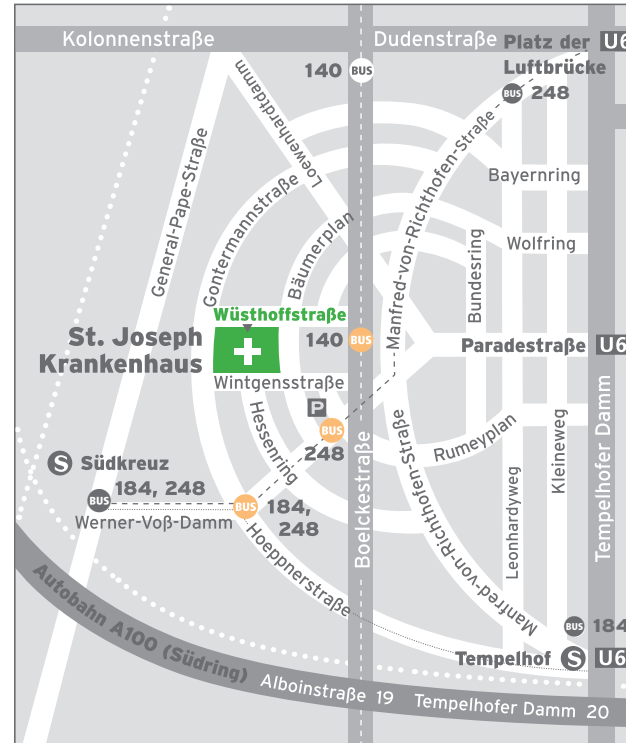 Kolonnenstraße
Dudenstraße
Platz der U6
Luftbrücke
140 BUS
BUS 248
Loewenhardtdamm
General-Pape-Straße
Gontermannstraße
Bäumerplan
Manfred-von-Richthofen-Straße
Bayernring
Wolfring
Bundesring
Wüsthoffstraße
St. Joseph
Krankenhaus
140 BUS
Paradestraße U6
Wintgensstraße
P
BUS
248
Hessenring
Boelckestraße
Manfred-von-Richthofen-Straße
Rumeyplan
Leonhardyweg
Kleineweg
Tempelhofer Damm
S Südkreuz
BUS 184, 248
Werner-Voß-Damm
BUS 184,
248
Hoeppnerstraße
BUS 184
Tempelhof S U6
Autobahn A100 (Südring)
Alboinstraße 19
Tempelhofer Damm 20